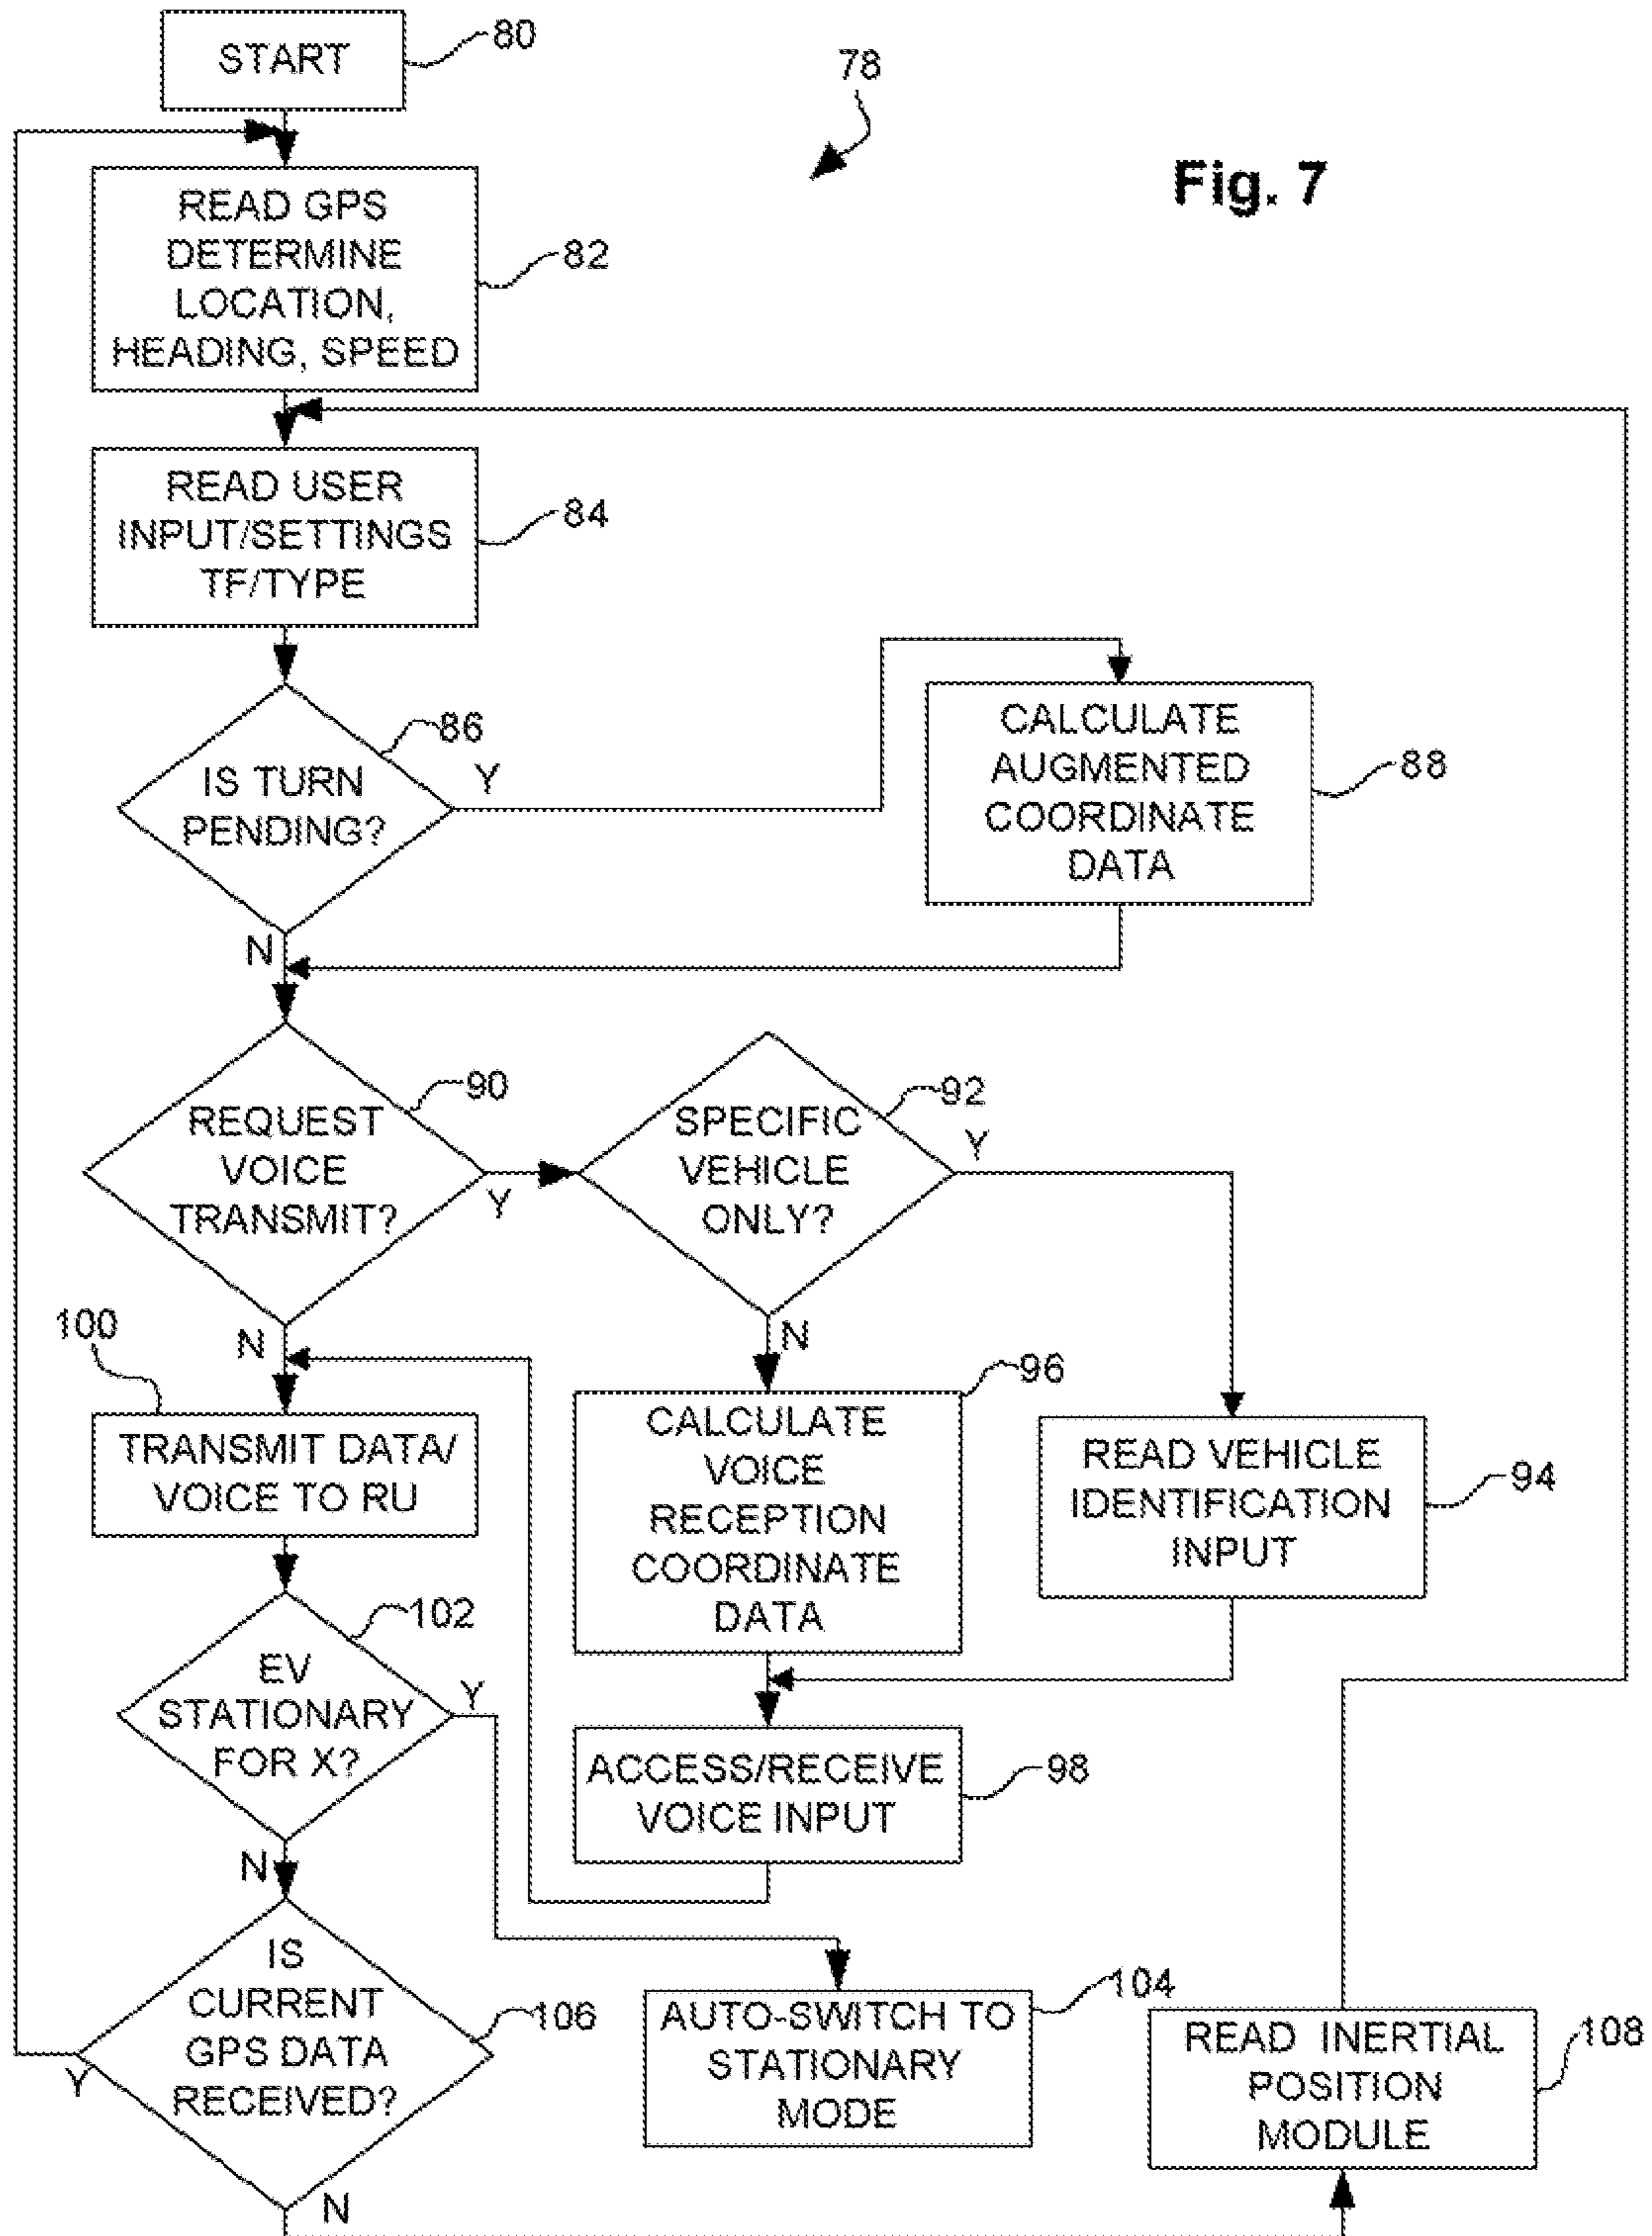 START
80
78
Fig. 7
READ GPS
DETERMINE
LOCATION,
HEADING, SPEED
82
READ USER
INPUT/SETTINGS
TF/TYPE
84
IS TURN
PENDING?
86
Y
N
CALCULATE
AUGMENTED
COORDINATE
DATA
88
REQUEST
VOICE
TRANSMIT?
90
Y
N
SPECIFIC
VEHICLE
ONLY?
92
Y
N
READ VEHICLE
IDENTIFICATION
INPUT
94
CALCULATE
VOICE
RECEPTION
COORDINATE
DATA
96
ACCESS/RECEIVE
VOICE INPUT
98
100
TRANSMIT DATA/
VOICE TO RU
EV
STATIONARY
FOR X?
102
Y
N
AUTO-SWITCH TO
STATIONARY
MODE
104
IS
CURRENT
GPS DATA
RECEIVED?
106
Y
N
READ INERTIAL
POSITION
MODULE
108